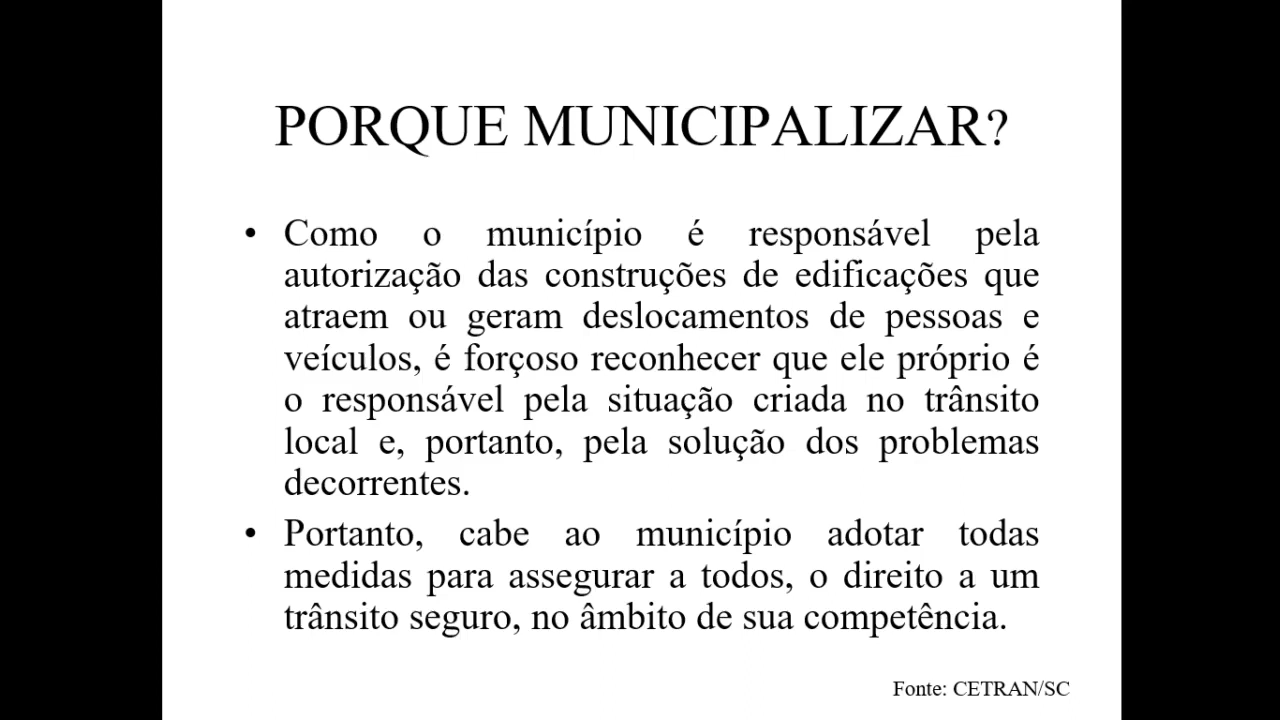 PORQUE MUNICIPALIZAR?
• Como o município é responsável pela
autorização das construções de edificações que
atraem ou geram deslocamentos de pessoas e
veículos, é forçoso reconhecer que ele próprio é
o responsável pela situação criada no trânsito
local e, portanto, pela solução dos problemas
decorrentes.
• Portanto, cabe ao município adotar todas
medidas para assegurar a todos, o direito a um
trânsito seguro, no âmbito de sua competência.
Fonte: CETRAN/SC